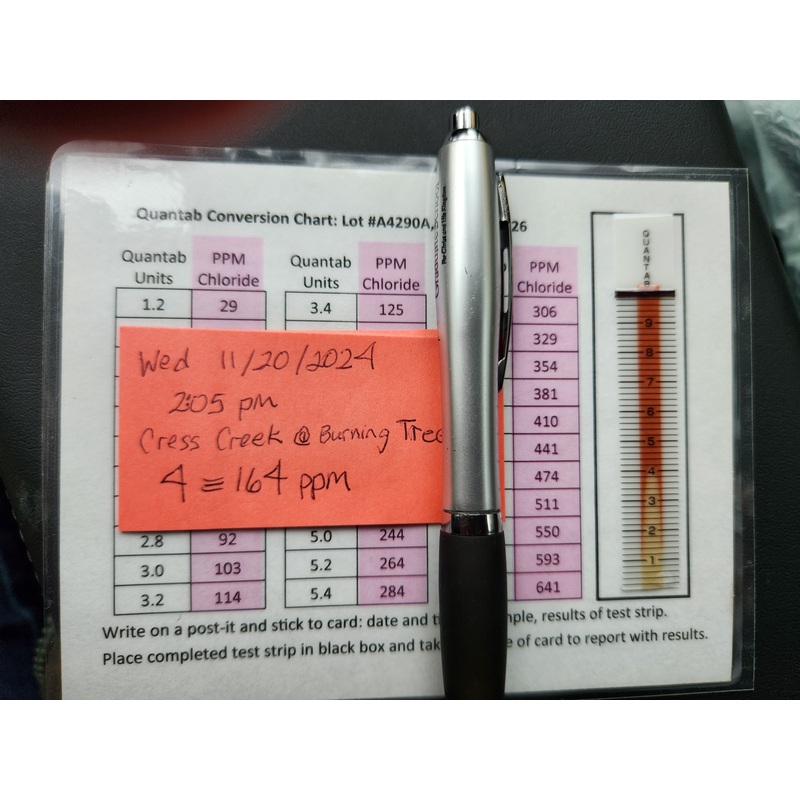 Quantab Conversion Chart: Lot #A4290A, 26
Quantab Units PPM Chloride Quantab Units PPM Chloride PPM Chloride
1.2 29 3.4 125 306
329
354
381
410
441
474
511
550
593
641
Wed 11/20/2024
2:05 pm
Cress Creek @ Burning Tree
4 ≡ 164 ppm
2.8 92 5.0 244
3.0 103 5.2 264
3.2 114 5.4 284
Write on a post-it and stick to card: date and results of test strip.
Place completed test strip in black box and of card to report with results.
QUANTAB
9
8
7
6
5
4
3
2
1